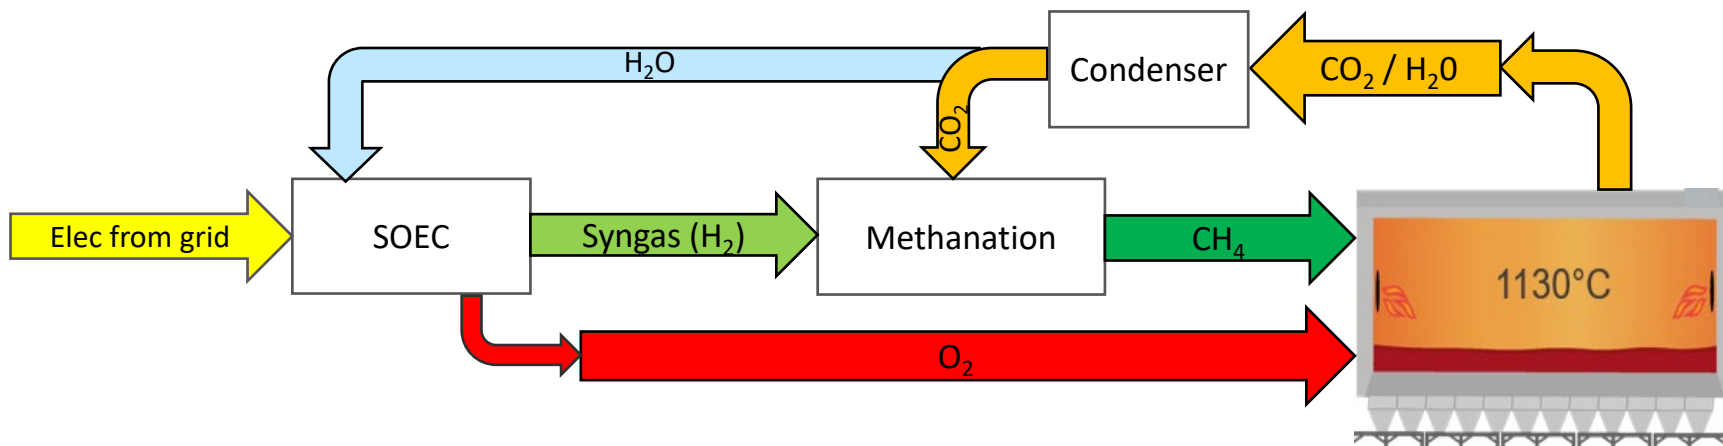 H₂O
Condenser
CO₂ / H₂0
CO₂
Elec from grid
SOEC
Syngas (H₂)
Methanation
CH₄
1130°C
O₂